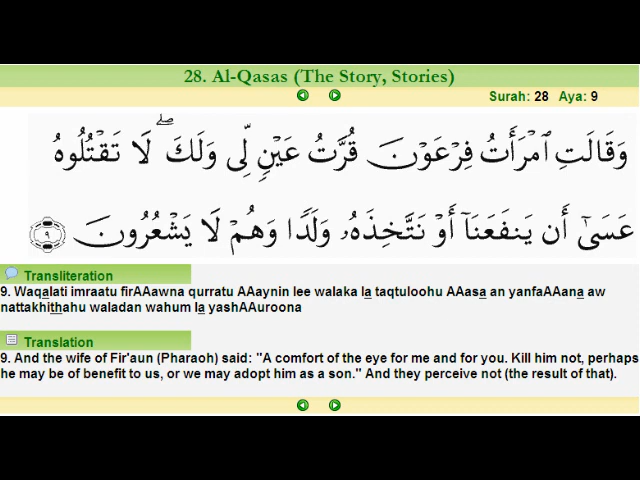 28. Al-Qasas (The Story, Stories)
Surah: 28 Aya: 9
وَقَالَتِ ٱمْرَأَتُ فِرْعَوْنَ قُرَّتُ عَيْنٍ لِّى وَلَكَ ۖ لَا تَقْتُلُوهُ
عَسَىٰٓ أَن يَنفَعَنَآ أَوْ نَتَّخِذَهُۥ وَلَدًا وَهُمْ لَا يَشْعُرُونَ ٩
Transliteration
9. Waqalati imraatu firAAawna qurratu AAaynin lee walaka la taqtuloohu AAasa an yanfaAAana aw
nattakhithahu waladan wahum la yashAAuroona
Translation
9. And the wife of Fir'aun (Pharaoh) said: "A comfort of the eye for me and for you. Kill him not, perhaps
he may be of benefit to us, or we may adopt him as a son." And they perceive not (the result of that).